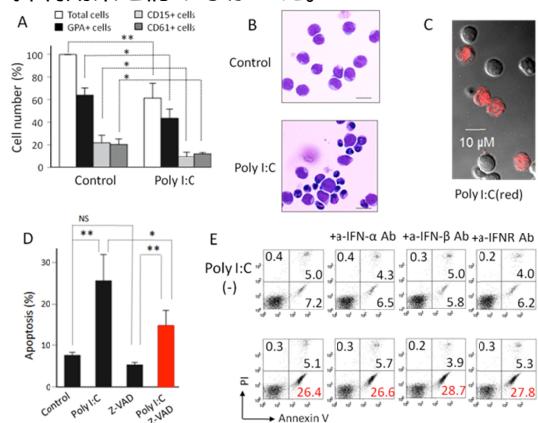 A
Total cells
CD15+ cells
GPA+ cells
CD61+ cells
**
*
*
*
Cell number (%)
100
80
60
40
20
0
Control
Poly I:C
B
Control
Poly I:C
C
10 μM
Poly I:C(red)
D
NS
**
*
**
Apoptosis (%)
30
20
10
0
Control
Poly I:C
Z-VAD
Poly I:C
Z-VAD
E
+a-IFN-α Ab
+a-IFN-β Ab
+a-IFNR Ab
Poly I:C
(-)
0.4
5.0
7.2
0.4
4.3
6.5
0.3
5.0
5.8
0.2
4.0
6.2
0.3
5.1
26.4
0.3
5.7
26.6
0.2
3.9
28.7
0.3
5.3
27.8
PI
Annexin V